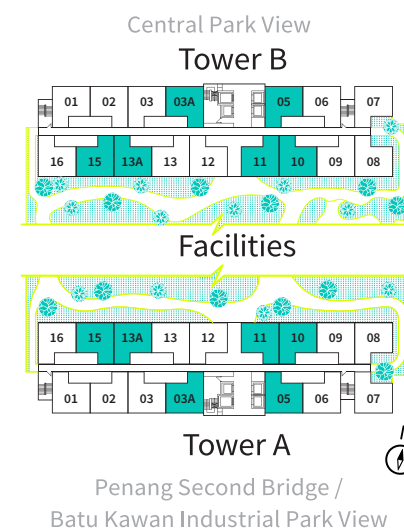 Central Park View
Tower B
01 02 03 03A 05 06 07
16 15 13A 13 12 11 10 09 08
Facilities
16 15 13A 13 12 11 10 09 08
01 02 03 03A 05 06 07
Tower A
Penang Second Bridge /
Batu Kawan Industrial Park View